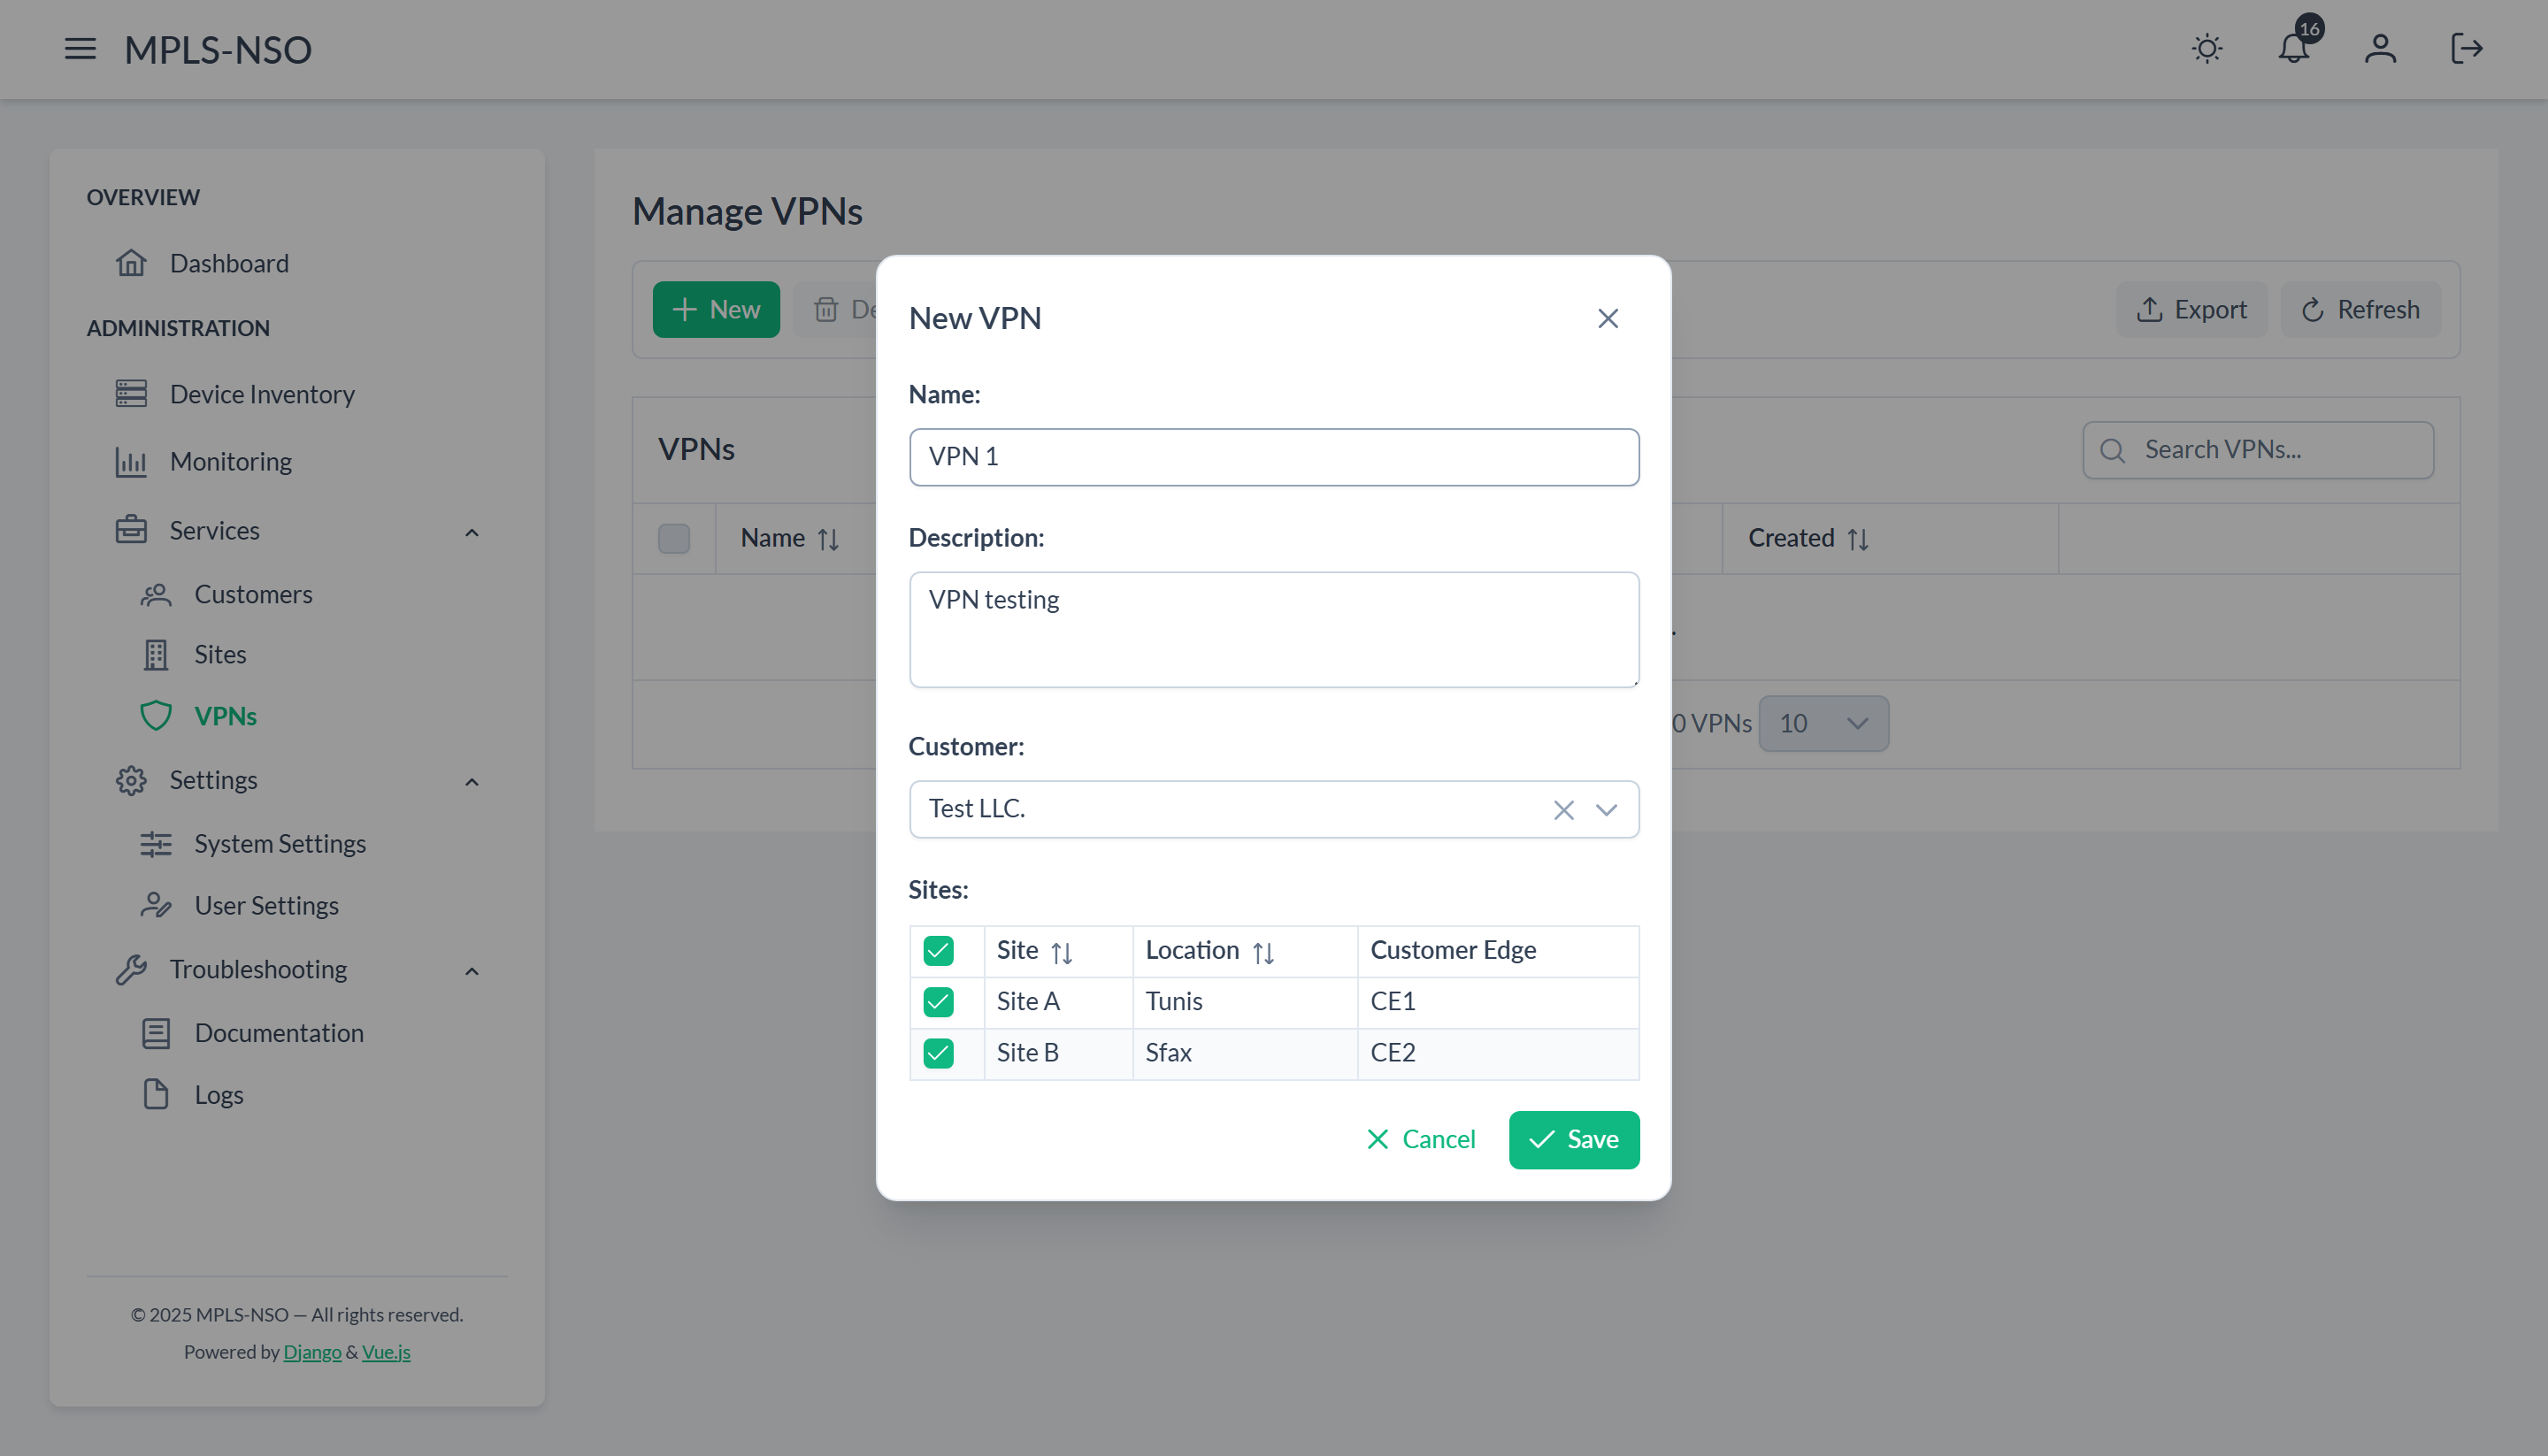 MPLS-NSO
16
OVERVIEW
Dashboard
ADMINISTRATION
Device Inventory
Monitoring
Services
Customers
Sites
VPNs
Settings
System Settings
User Settings
Troubleshooting
Documentation
Logs
© 2025 MPLS-NSO — All rights reserved.
Powered by Django & Vue.js
Manage VPNs
New
Export
Refresh
VPNs
Search VPNs...
Name
Created
0 VPNs
10
New VPN
Name:
VPN 1
Description:
VPN testing
Customer:
Test LLC.
Sites:
Site Location Customer Edge
Site A Tunis CE1
Site B Sfax CE2
Cancel
Save